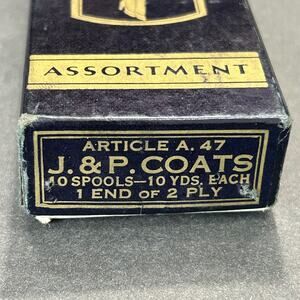 ASSORTMENT
ARTICLE A. 47
J. & P. COATS
10 SPOOLS—10 YDS. EACH
1 END OF 2 PLY